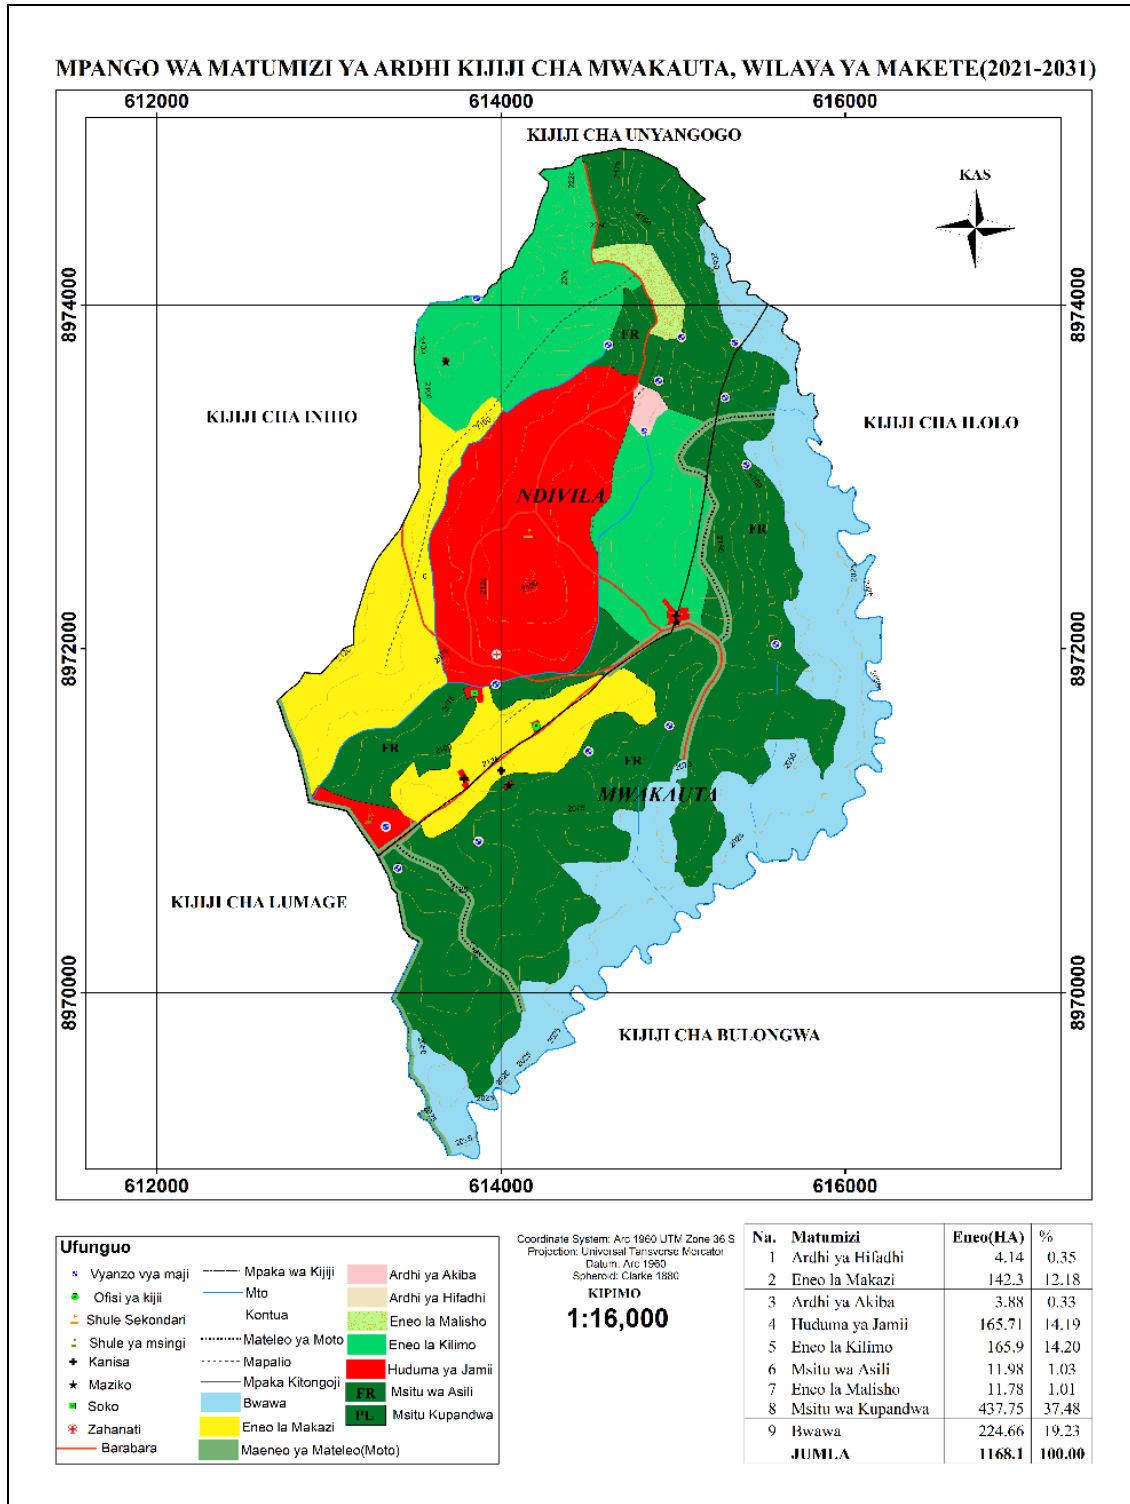 MPANGO WA MATUMIZI YA ARDHI KIJIJI CHA MWAKAUTA, WILAYA YA MAKETE(2021-2031)
612000 614000 616000
KIJIJI CHA UNYANGOGO
KAS
8974000 8974000
FR
KIJIJI CHA INIHO
KIJIJI CHA ILOLO
NDIVILA
FR
8972000 8972000
FR
FR
MWAKAUTA
KIJIJI CHA LUMAGE
8970000 8970000
KIJIJI CHA BULONGWA
612000 614000 616000
Ufunguo
Vyanzo vya maji
Ofisi ya kijii
Shule Sekondari
Shule ya msingi
Kanisa
Maziko
Soko
Zahanati
Barabara
Mpaka wa Kijiji
Mto
Kontua
Mateleo ya Moto
Mapalio
Mpaka Kitongoji
Bwawa
Eneo la Makazi
Maeneo ya Mateleo(Moto)
Ardhi ya Akiba
Ardhi ya Hifadhi
Eneo la Malisho
Eneo la Kilimo
Huduma ya Jamii
FR Msitu wa Asili
PL Msitu Kupandwa
Coordinate System: Arc 1960 UTM Zone 36 S
Projection: Universal Tansverse Mercator
Datum: Arc 1960
Spheroid: Clarke 1880
KIPIMO
1:16,000
Na. Matumizi Eneo(HA) %
1 Ardhi ya Hifadhi 4.14 0.35
2 Eneo la Makazi 142.3 12.18
3 Ardhi ya Akiba 3.88 0.33
4 Huduma ya Jamii 165.71 14.19
5 Eneo la Kilimo 165.9 14.20
6 Msitu wa Asili 11.98 1.03
7 Eneo la Malisho 11.78 1.01
8 Msitu wa Kupandwa 437.75 37.48
9 Bwawa 224.66 19.23
JUMLA 1168.1 100.00